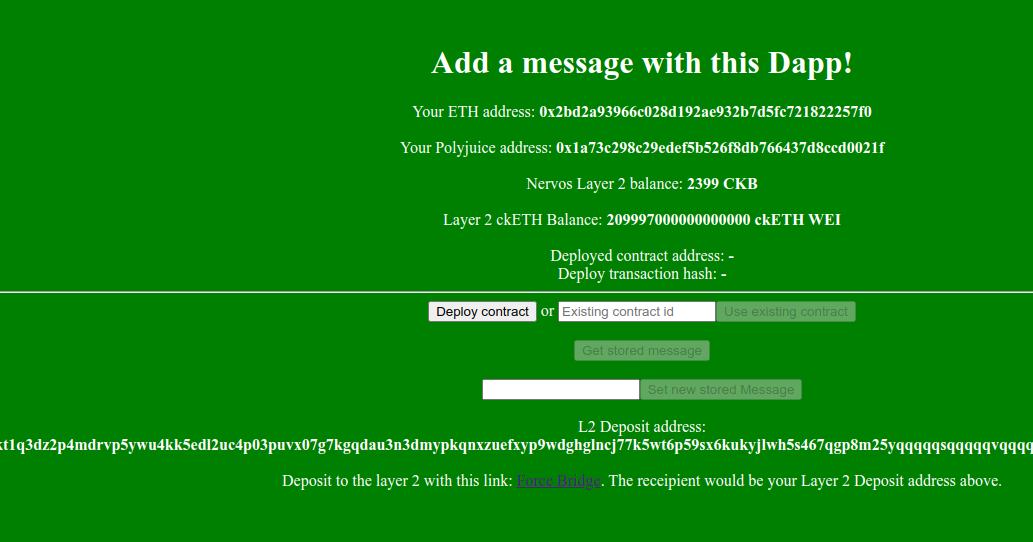 Add a message with this Dapp!
Your ETH address: 0x2bd2a93966c028d192ae932b7d5fc721822257f0
Your Polyjuice address: 0x1a73c298c29edef5b526f8db766437d8ccd0021f
Nervos Layer 2 balance: 2399 CKB
Layer 2 ckETH Balance: 209997000000000000 ckETH WEI
Deployed contract address: -
Deploy transaction hash: -
Deploy contract or Existing contract id Use existing contract
Get stored message
Set new stored Message
L2 Deposit address:
kt1q3dz2p4mdrvp5ywu4kk5edl2uc4p03puvx07g7kgqdau3n3dmypkqnxzuefxyp9wdghglncj77k5wt6p59sx6kukyjlwh5s467qgp8m25yqqqqqsqqqqqvqqqq
Deposit to the layer 2 with this link: Force Bridge. The receipient would be your Layer 2 Deposit address above.